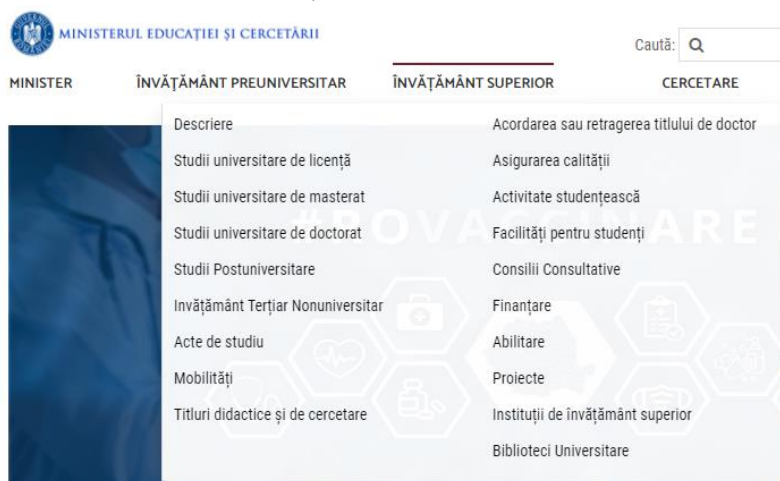 MINISTERUL EDUCAȚIEI ȘI CERCETĂRII
Caută:
MINISTER ÎNVĂȚĂMÂNT PREUNIVERSITAR ÎNVĂȚĂMÂNT SUPERIOR CERCETARE
Descriere
Studii universitare de licență
Studii universitare de masterat
Studii universitare de doctorat
Studii Postuniversitare
Invățământ Terțiar Nonuniversitar
Acte de studiu
Mobilități
Titluri didactice și de cercetare
Acordarea sau retragerea titlului de doctor
Asigurarea calității
Activitate studențească
Facilități pentru studenți
Consilii Consultative
Finanțare
Abilitare
Proiecte
Instituții de învățământ superior
Biblioteci Universitare
#ROVACCINARE